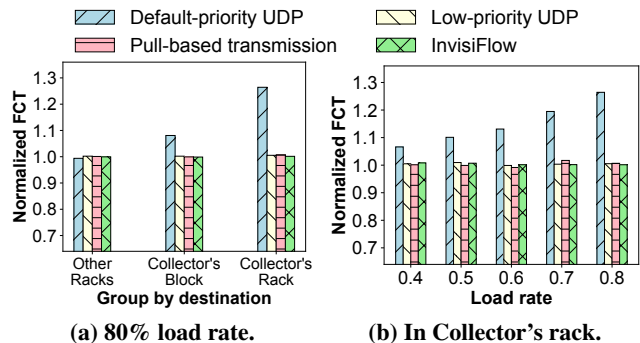 Default-priority UDP
Low-priority UDP
Pull-based transmission
InvisiFlow
Normalized FCT
1.3
1.2
1.1
1.0
0.9
0.8
0.7
Other Racks
Collector's Block
Collector's Rack
Group by destination
(a) 80% load rate.
Normalized FCT
1.3
1.2
1.1
1.0
0.9
0.8
0.7
0.4
0.5
0.6
0.7
0.8
Load rate
(b) In Collector's rack.